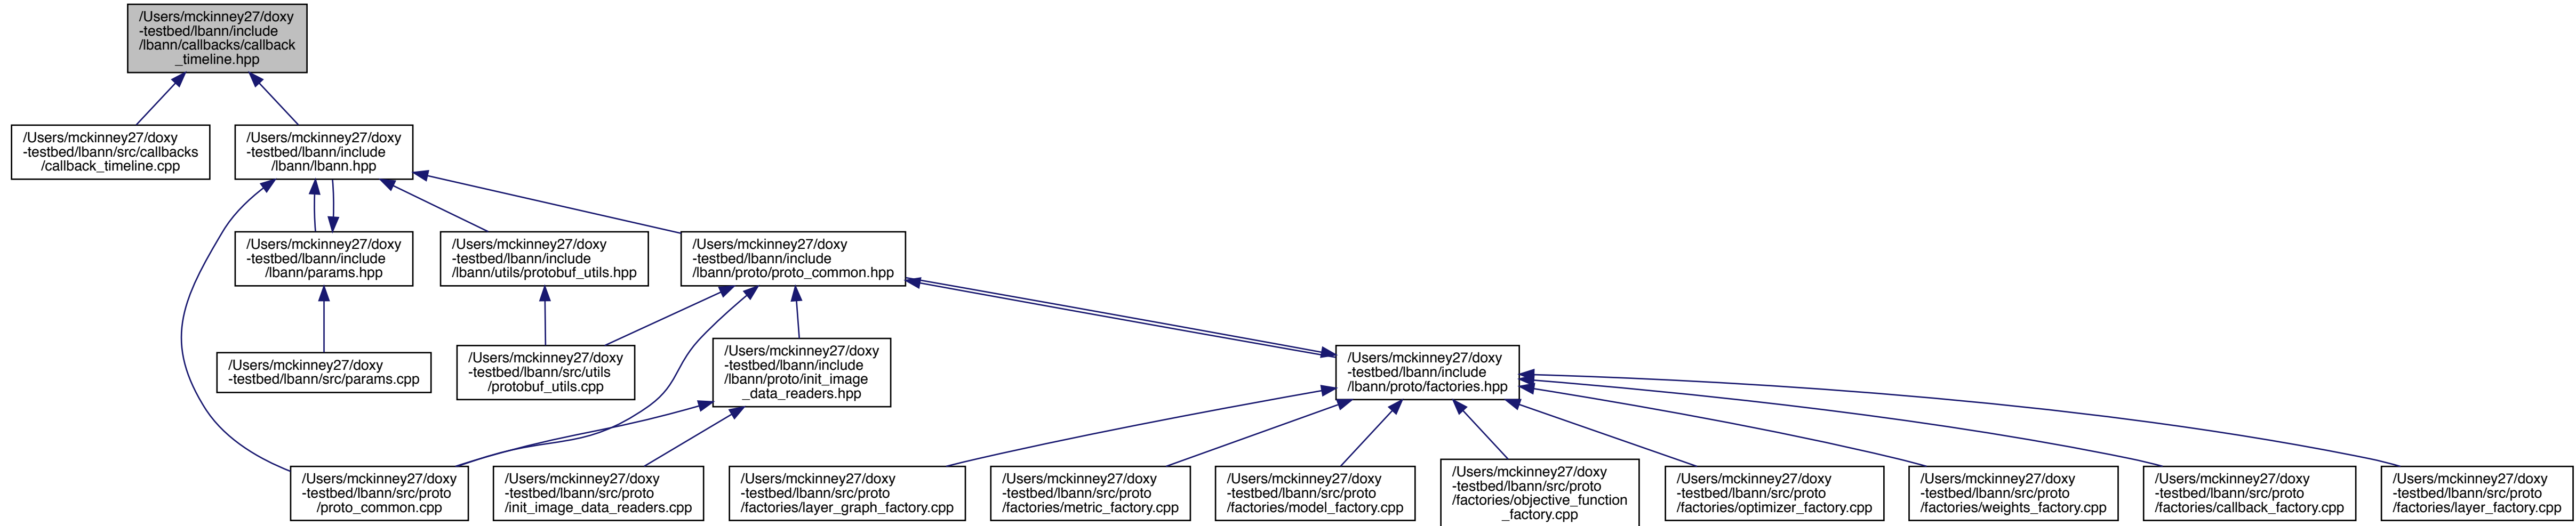 /Users/mckinney27/doxy
-testbed/lbann/include
/lbann/callbacks/callback
_timeline.hpp
/Users/mckinney27/doxy
-testbed/lbann/src/callbacks
/callback_timeline.cpp
/Users/mckinney27/doxy
-testbed/lbann/include
/lbann/lbann.hpp
/Users/mckinney27/doxy
-testbed/lbann/include
/lbann/params.hpp
/Users/mckinney27/doxy
-testbed/lbann/include
/lbann/utils/protobuf_utils.hpp
/Users/mckinney27/doxy
-testbed/lbann/include
/lbann/proto/proto_common.hpp
/Users/mckinney27/doxy
-testbed/lbann/src/params.cpp
/Users/mckinney27/doxy
-testbed/lbann/src/utils
/protobuf_utils.cpp
/Users/mckinney27/doxy
-testbed/lbann/include
/lbann/proto/init_image
_data_readers.hpp
/Users/mckinney27/doxy
-testbed/lbann/include
/lbann/proto/factories.hpp
/Users/mckinney27/doxy
-testbed/lbann/src/proto
/proto_common.cpp
/Users/mckinney27/doxy
-testbed/lbann/src/proto
/init_image_data_readers.cpp
/Users/mckinney27/doxy
-testbed/lbann/src/proto
/factories/layer_graph_factory.cpp
/Users/mckinney27/doxy
-testbed/lbann/src/proto
/factories/metric_factory.cpp
/Users/mckinney27/doxy
-testbed/lbann/src/proto
/factories/model_factory.cpp
/Users/mckinney27/doxy
-testbed/lbann/src/proto
/factories/objective_function
_factory.cpp
/Users/mckinney27/doxy
-testbed/lbann/src/proto
/factories/optimizer_factory.cpp
/Users/mckinney27/doxy
-testbed/lbann/src/proto
/factories/weights_factory.cpp
/Users/mckinney27/doxy
-testbed/lbann/src/proto
/factories/callback_factory.cpp
/Users/mckinney27/doxy
-testbed/lbann/src/proto
/factories/layer_factory.cpp